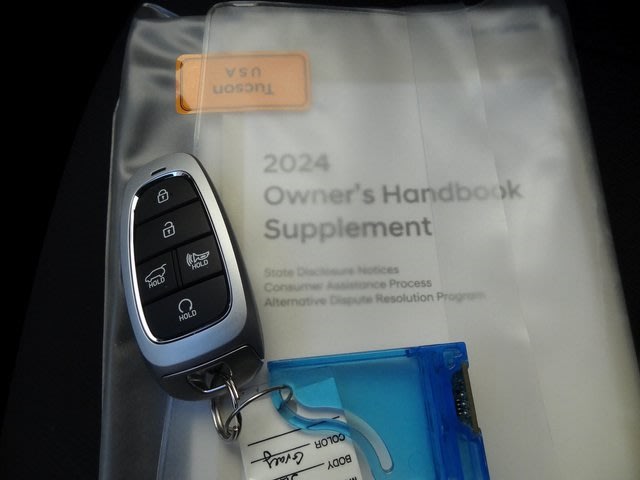 Tucson
USA
2024
Owner's Handbook
Supplement
State Disclosure Notices
Consumer Assistance Process
Alternative Dispute Resolution Program
HOLD
HOLD
HOLD
BODY
COLOR Gray